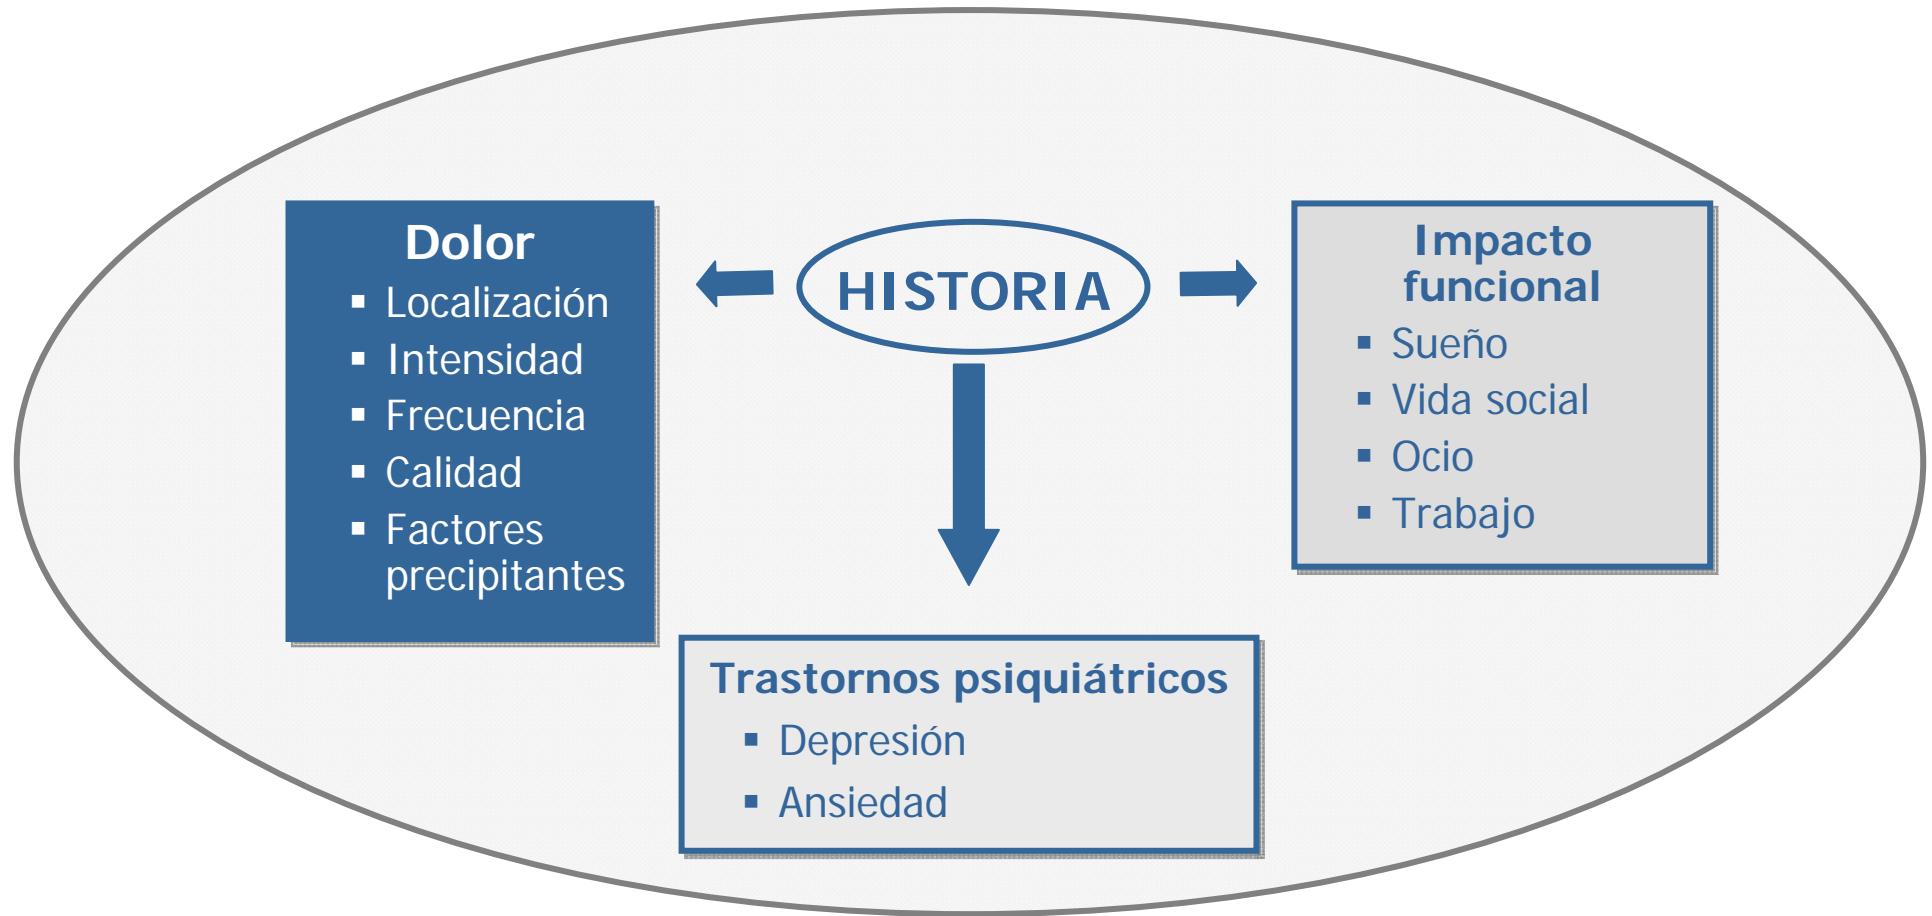 HISTORIA
Dolor
▪ Localización
▪ Intensidad
▪ Frecuencia
▪ Calidad
▪ Factores
precipitantes
Impacto
funcional
▪ Sueño
▪ Vida social
▪ Ocio
▪ Trabajo
Trastornos psiquiátricos
▪ Depresión
▪ Ansiedad